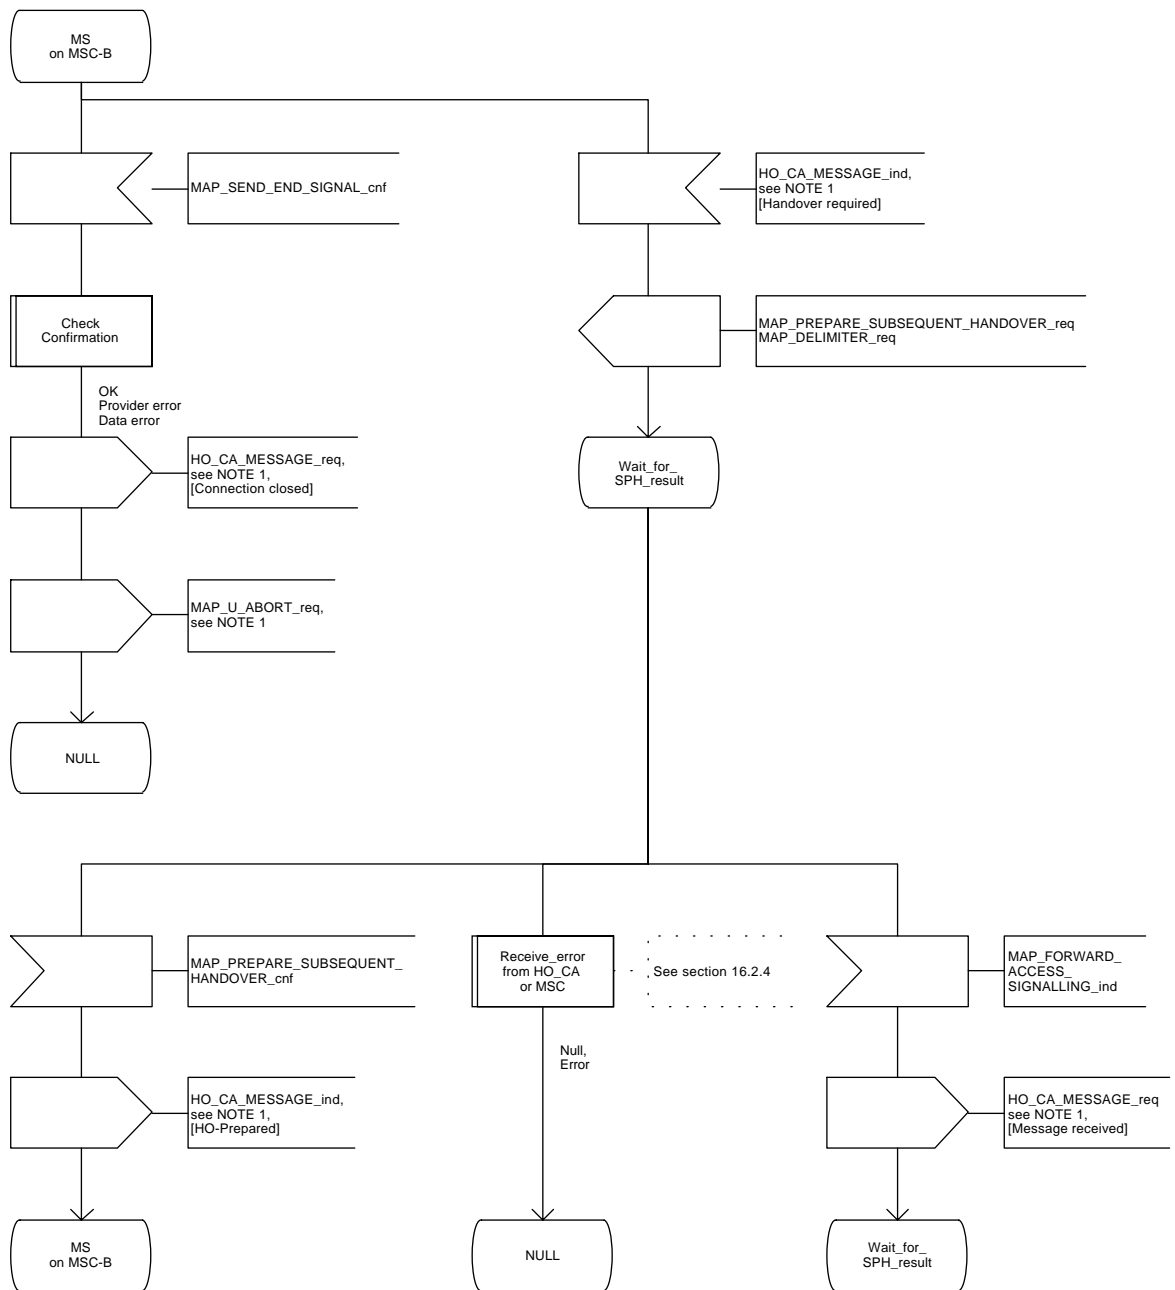 MS
on MSC-B
MAP_SEND_END_SIGNAL_cnf
HO_CA_MESSAGE_ind,
see NOTE 1
[Handover required]
Check
Confirmation
MAP_PREPARE_SUBSEQUENT_HANDOVER_req
MAP_DELIMITER_req
OK
Provider error
Data error
HO_CA_MESSAGE_req,
see NOTE 1,
[Connection closed]
Wait_for_
SPH_result
MAP_U_ABORT_req,
see NOTE 1
NULL
MAP_PREPARE_SUBSEQUENT_
HANDOVER_cnf
Receive_error
from HO_CA
or MSC
See section 16.2.4
MAP_FORWARD_
ACCESS_
SIGNALLING_ind
Null,
Error
HO_CA_MESSAGE_ind,
see NOTE 1,
[HO-Prepared]
HO_CA_MESSAGE_req
see NOTE 1,
[Message received]
MS
on MSC-B
NULL
Wait_for_
SPH_result